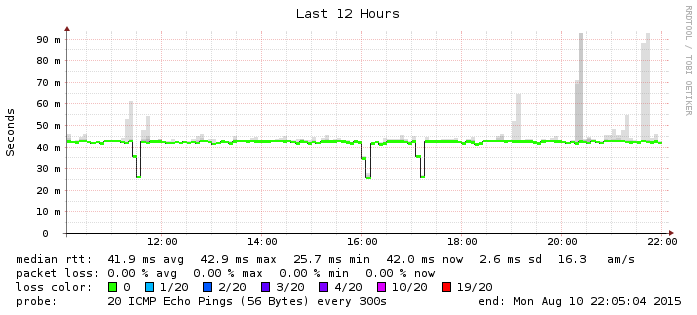 Last 12 Hours
RRDTOOL / TOBI OETIKER
Seconds
90 m
80 m
70 m
60 m
50 m
40 m
30 m
20 m
10 m
0
12:00 14:00 16:00 18:00 20:00 22:00
median rtt: 41.9 ms avg 42.9 ms max 25.7 ms min 42.0 ms now 2.6 ms sd 16.3 am/s
packet loss: 0.00 % avg 0.00 % max 0.00 % min 0.00 % now
loss color: 0 1/20 2/20 3/20 4/20 10/20 19/20
probe: 20 ICMP Echo Pings (56 Bytes) every 300s end: Mon Aug 10 22:05:04 2015